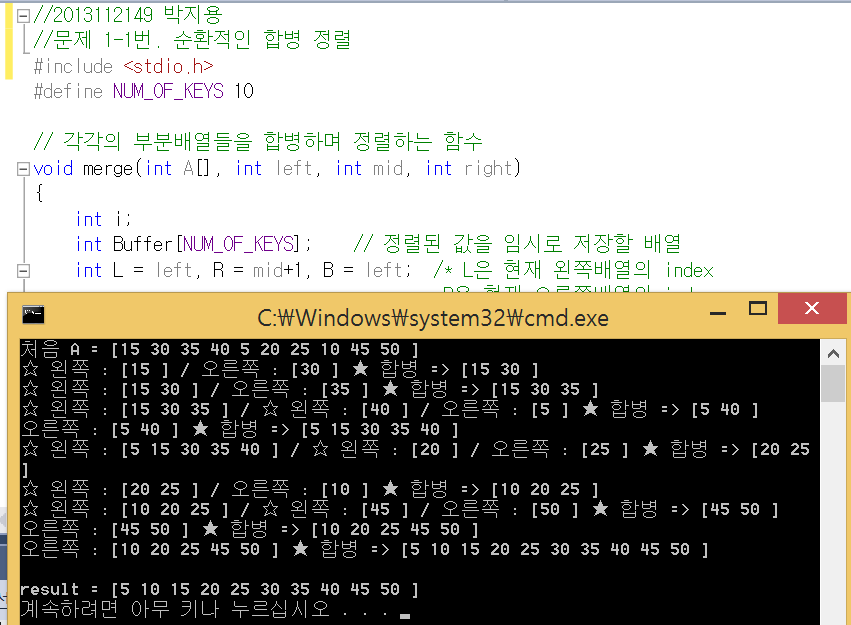 //2013112149 박지용
//문제 1-1번. 순환적인 합병 정렬
#include <stdio.h>
#define NUM_OF_KEYS 10
// 각각의 부분배열들을 합병하며 정렬하는 함수
void merge(int A[], int left, int mid, int right)
{
int i;
int Buffer[NUM_OF_KEYS]; // 정렬된 값을 임시로 저장할 배열
int L = left, R = mid+1, B = left; /* L은 현재 왼쪽배열의 index
C:₩Windows₩system32₩cmd.exe
처음 A = [15 30 35 40 5 20 25 10 45 50 ]
☆ 왼쪽 : [15 ] / 오른쪽 : [30 ] ★ 합병 => [15 30 ]
☆ 왼쪽 : [15 30 ] / 오른쪽 : [35 ] ★ 합병 => [15 30 35 ]
☆ 왼쪽 : [15 30 35 ] / ☆ 왼쪽 : [40 ] / 오른쪽 : [5 ] ★ 합병 => [5 40 ]
오른쪽 : [5 40 ] ★ 합병 => [5 15 30 35 40 ]
☆ 왼쪽 : [5 15 30 35 40 ] / ☆ 왼쪽 : [20 ] / 오른쪽 : [25 ] ★ 합병 => [20 25
]
☆ 왼쪽 : [20 25 ] / 오른쪽 : [10 ] ★ 합병 => [10 20 25 ]
☆ 왼쪽 : [10 20 25 ] / ☆ 왼쪽 : [45 ] / 오른쪽 : [50 ] ★ 합병 => [45 50 ]
오른쪽 : [45 50 ] ★ 합병 => [10 20 25 45 50 ]
오른쪽 : [10 20 25 45 50 ] ★ 합병 => [5 10 15 20 25 30 35 40 45 50 ]
result = [5 10 15 20 25 30 35 40 45 50 ]
계속하려면 아무 키나 누르십시오 . . .